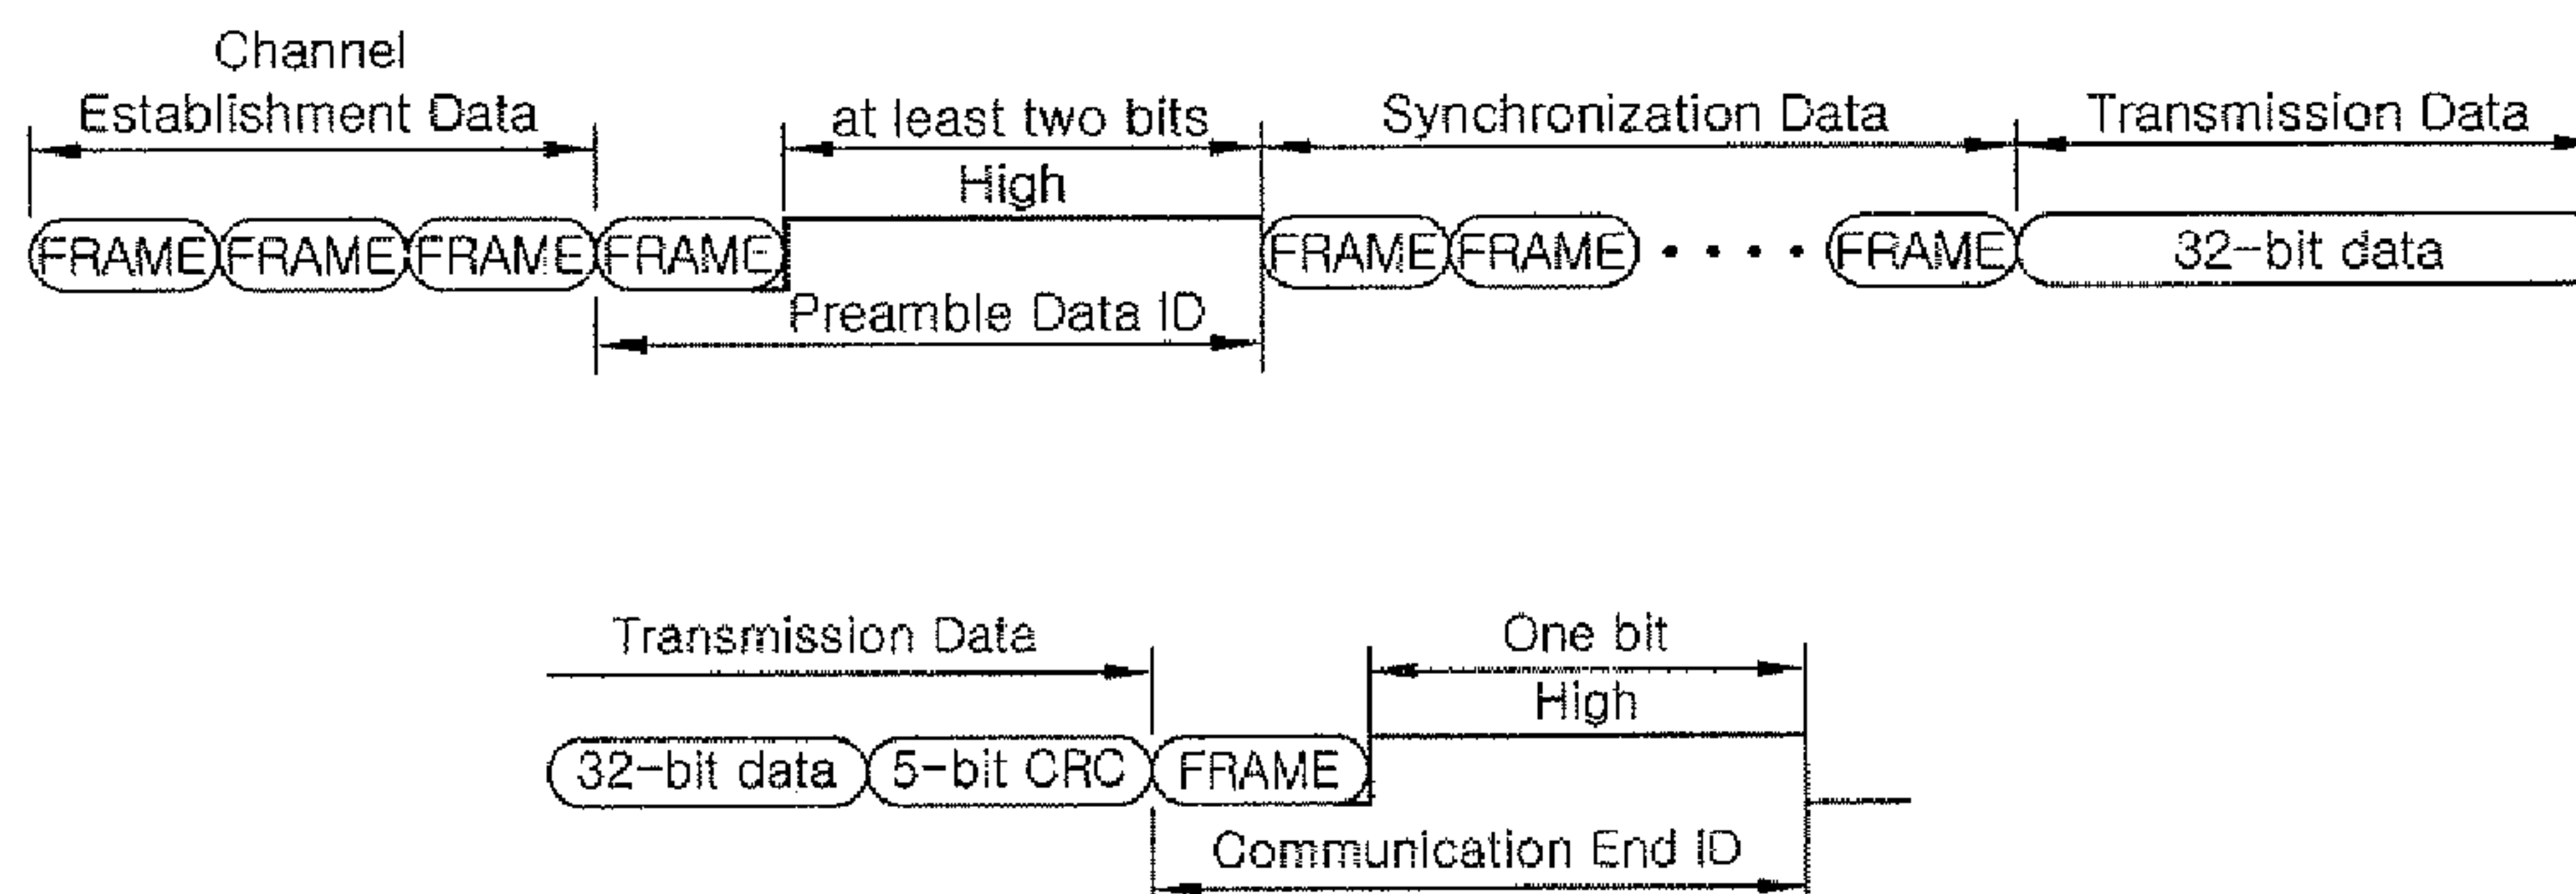 Channel
Establishment Data
at least two bits
Synchronization Data
Transmission Data
High
FRAME FRAME FRAME FRAME
FRAME FRAME • • • • FRAME 32-bit data
Preamble Data ID
Transmission Data
One bit
High
32-bit data 5-bit CRC FRAME
Communication End ID